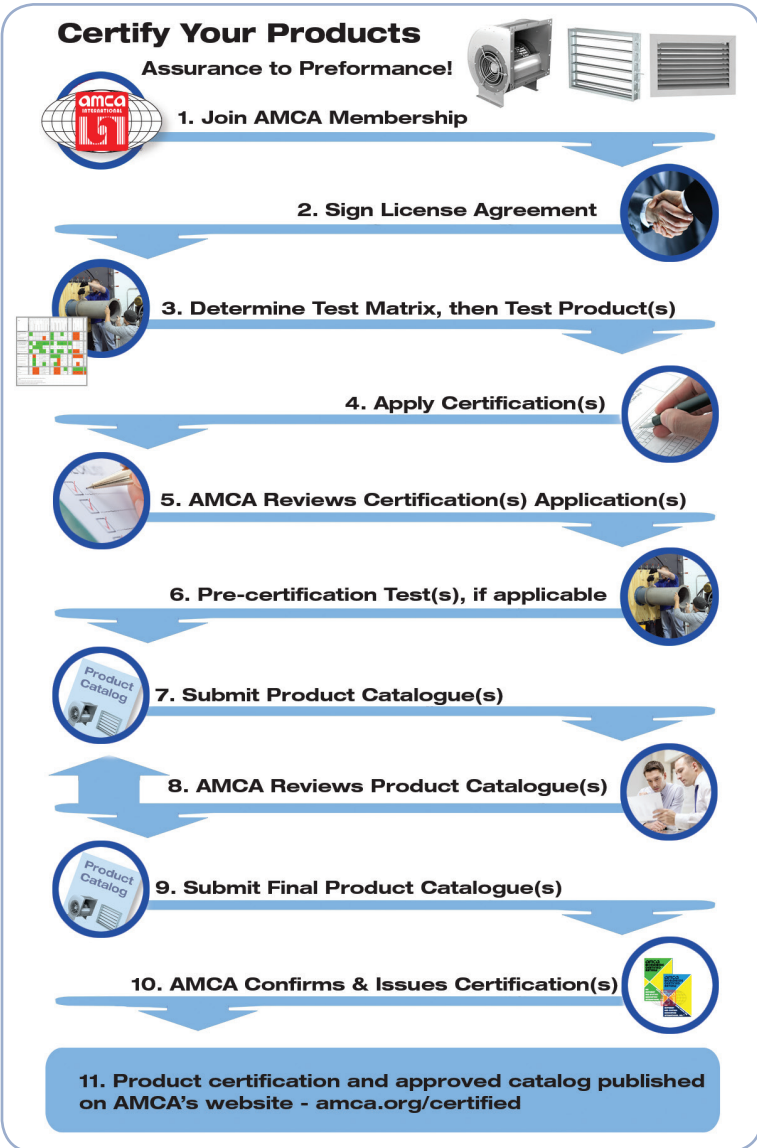 Certify Your Products
Assurance to Preformance!
amca
INTERNATIONAL
1. Join AMCA Membership
2. Sign License Agreement
3. Determine Test Matrix, then Test Product(s)
4. Apply Certification(s)
5. AMCA Reviews Certification(s) Application(s)
6. Pre-certification Test(s), if applicable
Product
Catalog
7. Submit Product Catalogue(s)
8. AMCA Reviews Product Catalogue(s)
Product
Catalog
9. Submit Final Product Catalogue(s)
10. AMCA Confirms & Issues Certification(s)
11. Product certification and approved catalog published
on AMCA's website - amca.org/certified